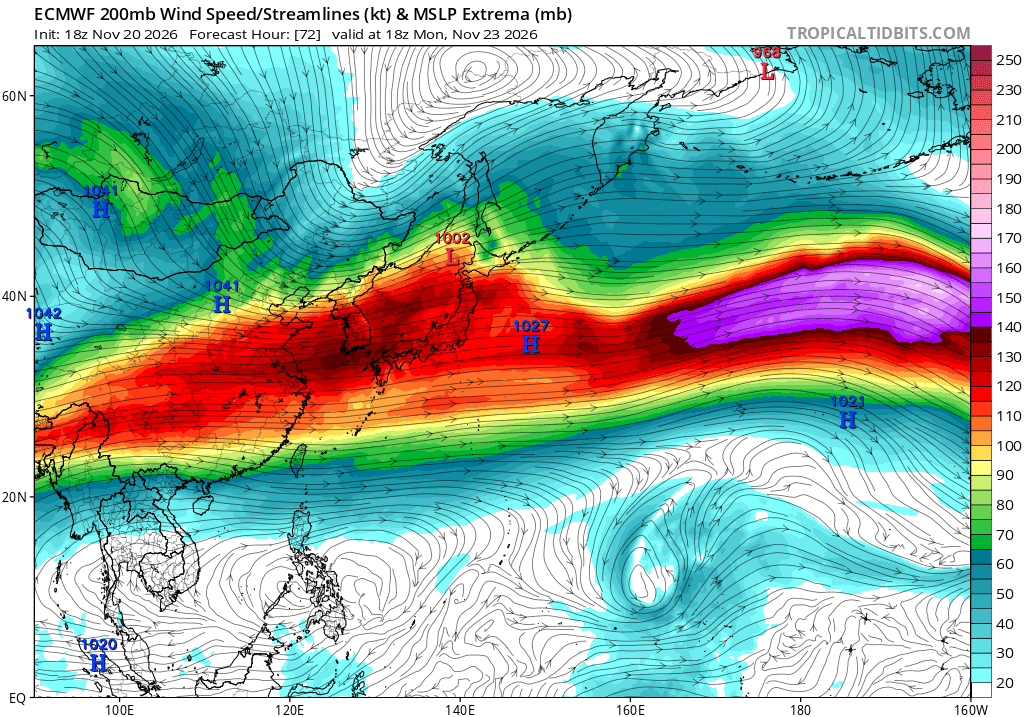 ECMWF 200mb Wind Speed/Streamlines (kt) & MSLP Extrema (mb)
Init: 18z Nov 20 2026 Forecast Hour: [72] valid at 18z Mon, Nov 23 2026
TROPICALTIDBITS.COM
968
L
250
60N
230
210
200
1041
H
190
180
1002
L
170
160
1041
H
40N
150
1042
H
1027
H
140
130
120
1021
H
110
100
90
20N
80
70
60
50
40
1020
H
30
20
EQ
100E
120E
140E
160E
180
160W